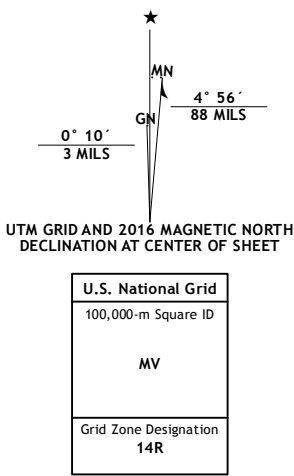 MN
4° 56´
88 MILS
GN
0° 10´
3 MILS
UTM GRID AND 2016 MAGNETIC NORTH
DECLINATION AT CENTER OF SHEET
U.S. National Grid
100,000-m Square ID
MV
Grid Zone Designation
14R